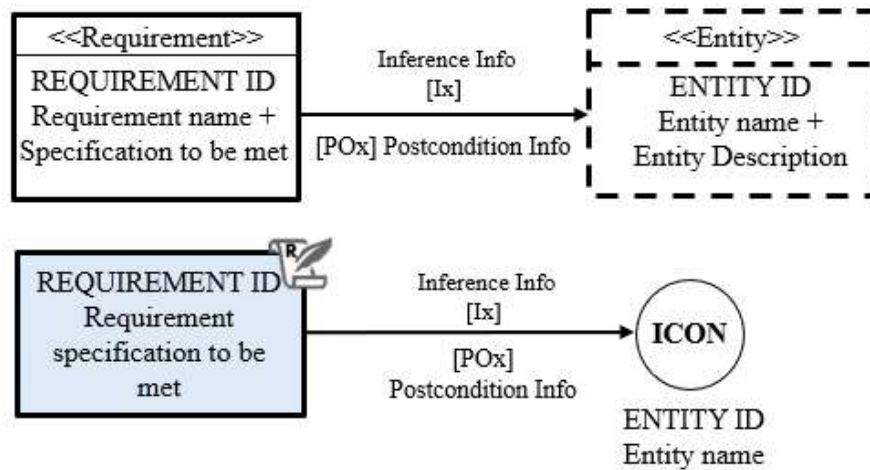 <<Requirement>>
REQUIREMENT ID
Requirement name +
Specification to be met
Inference Info
[Ix]
[POx] Postcondition Info
<<Entity>>
ENTITY ID
Entity name +
Entity Description
R
REQUIREMENT ID
Requirement
specification to be
met
Inference Info
[Ix]
[POx]
Postcondition Info
ICON
ENTITY ID
Entity name